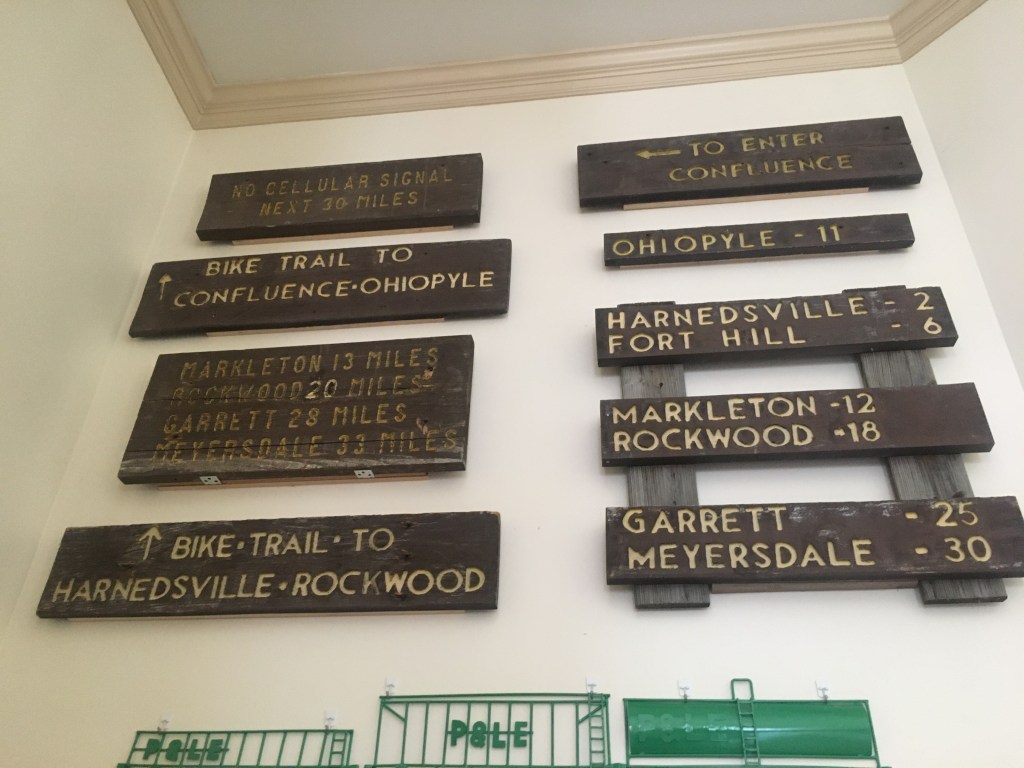 NO CELLULAR SIGNAL
NEXT 30 MILES
BIKE TRAIL TO
CONFLUENCE·OHIOPYLE
MARKLETON 13 MILES
ROCKWOOD 20 MILES
GARRETT 28 MILES
MEYERSDALE 33 MILES
BIKE·TRAIL·TO
HARNEDSVILLE·ROCKWOOD
TO ENTER
CONFLUENCE
OHIOPYLE - 11
HARNEDSVILLE - 2
FORT HILL - 6
MARKLETON -12
ROCKWOOD -18
GARRETT - 25
MEYERSDALE - 30
P&LE
P&LE
P&LE